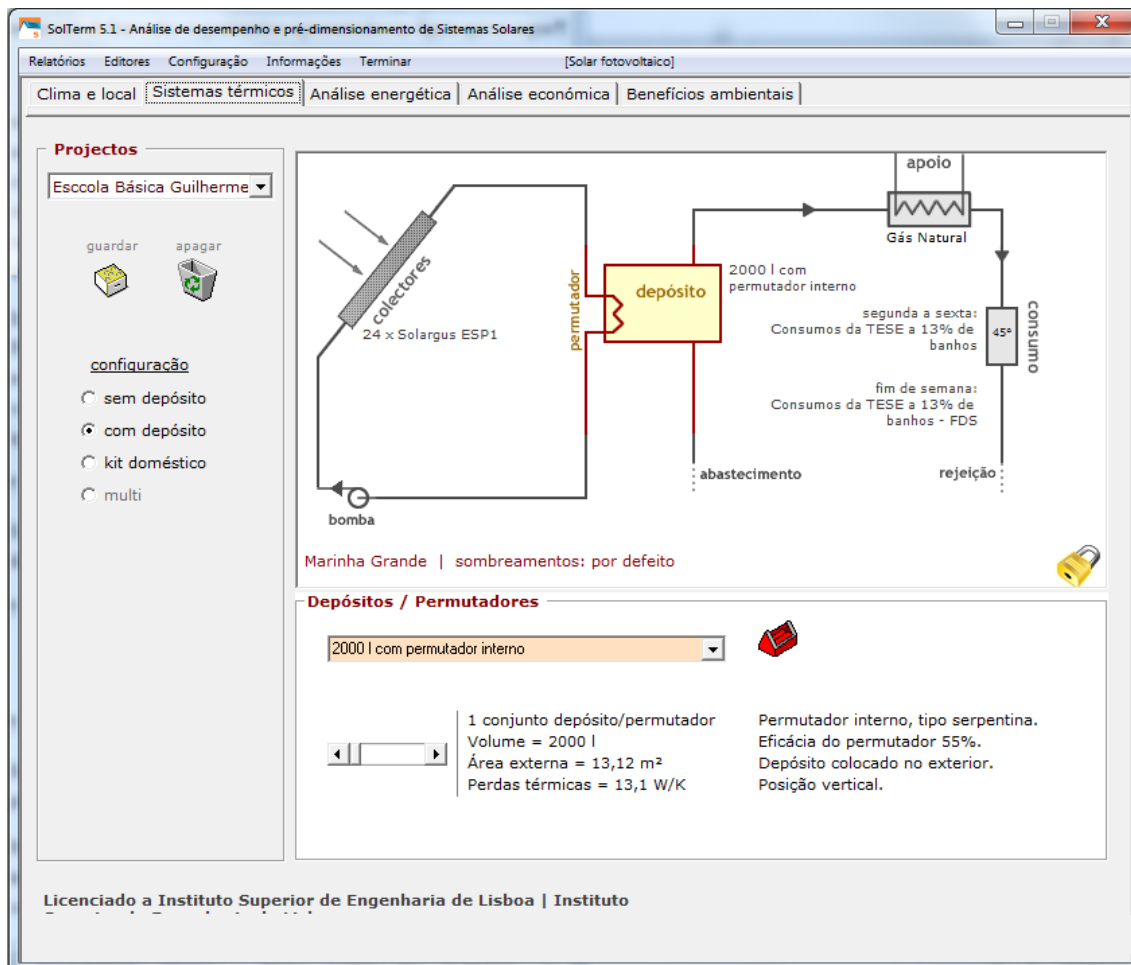 SolTerm 5.1 - Análise de desempenho e pré-dimensionamento de Sistemas Solares
Relatórios Editores Configuração Informações Terminar [Solar fotovoltaico]
Clima e local Sistemas térmicos Análise energética Análise económica Benefícios ambientais
Projectos
Esccola Básica Guilherme
guardar apagar
configuração
sem depósito
com depósito
kit doméstico
multi
apoio
Gás Natural
colectores
24 x Solargus ESP1
permutador
depósito
2000 l com
permutador interno
segunda a sexta:
Consumos da TESE a 13% de
banhos
45º
consumo
fim de semana:
Consumos da TESE a 13% de
banhos - FDS
abastecimento
rejeição
bomba
Marinha Grande | sombreamentos: por defeito
Depósitos / Permutadores
2000 l com permutador interno
1 conjunto depósito/permutador
Volume = 2000 l
Área externa = 13,12 m²
Perdas térmicas = 13,1 W/K
Permutador interno, tipo serpentina.
Eficácia do permutador 55%.
Depósito colocado no exterior.
Posição vertical.
Licenciado a Instituto Superior de Engenharia de Lisboa | Instituto